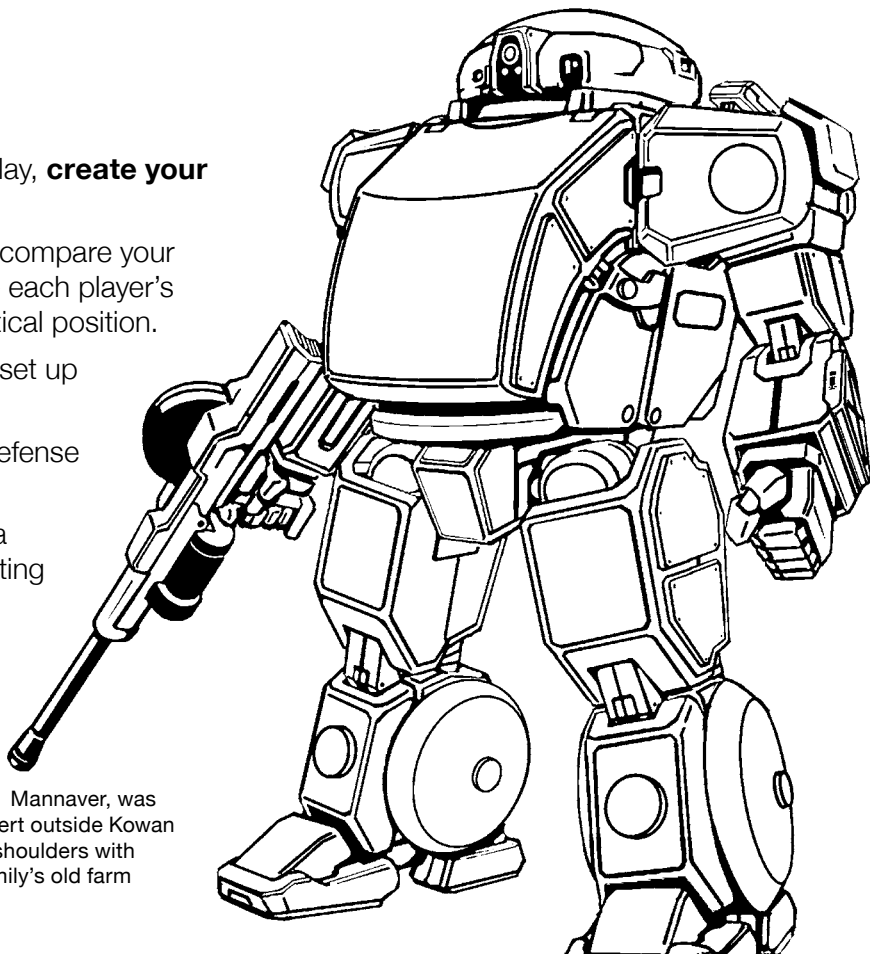 lay, create your
compare your
each player's
tical position.
set up
efense
a
ting
Mannaver, was
ert outside Kowan
shoulders with
mily's old farm